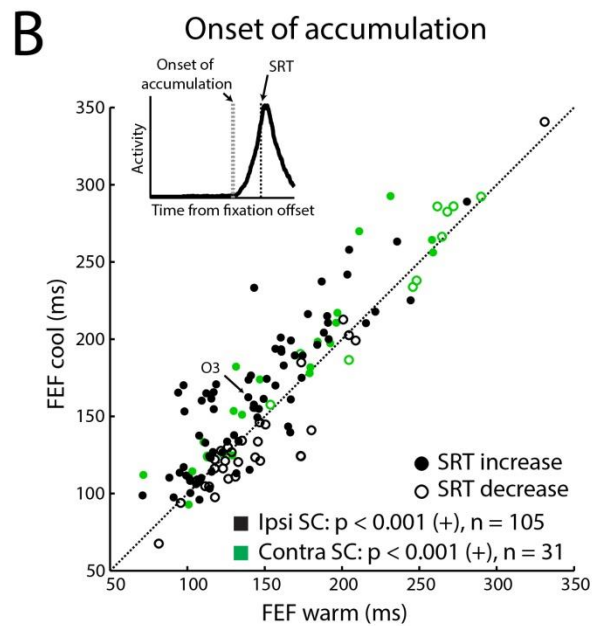 B
Onset of accumulation
Onset of
accumulation
SRT
Activity
Time from fixation offset
350
300
250
200
150
100
50
FEF cool (ms)
O3
SRT increase
SRT decrease
Ipsi SC: p < 0.001 (+), n = 105
Contra SC: p < 0.001 (+), n = 31
50
100
150
200
250
300
350
FEF warm (ms)